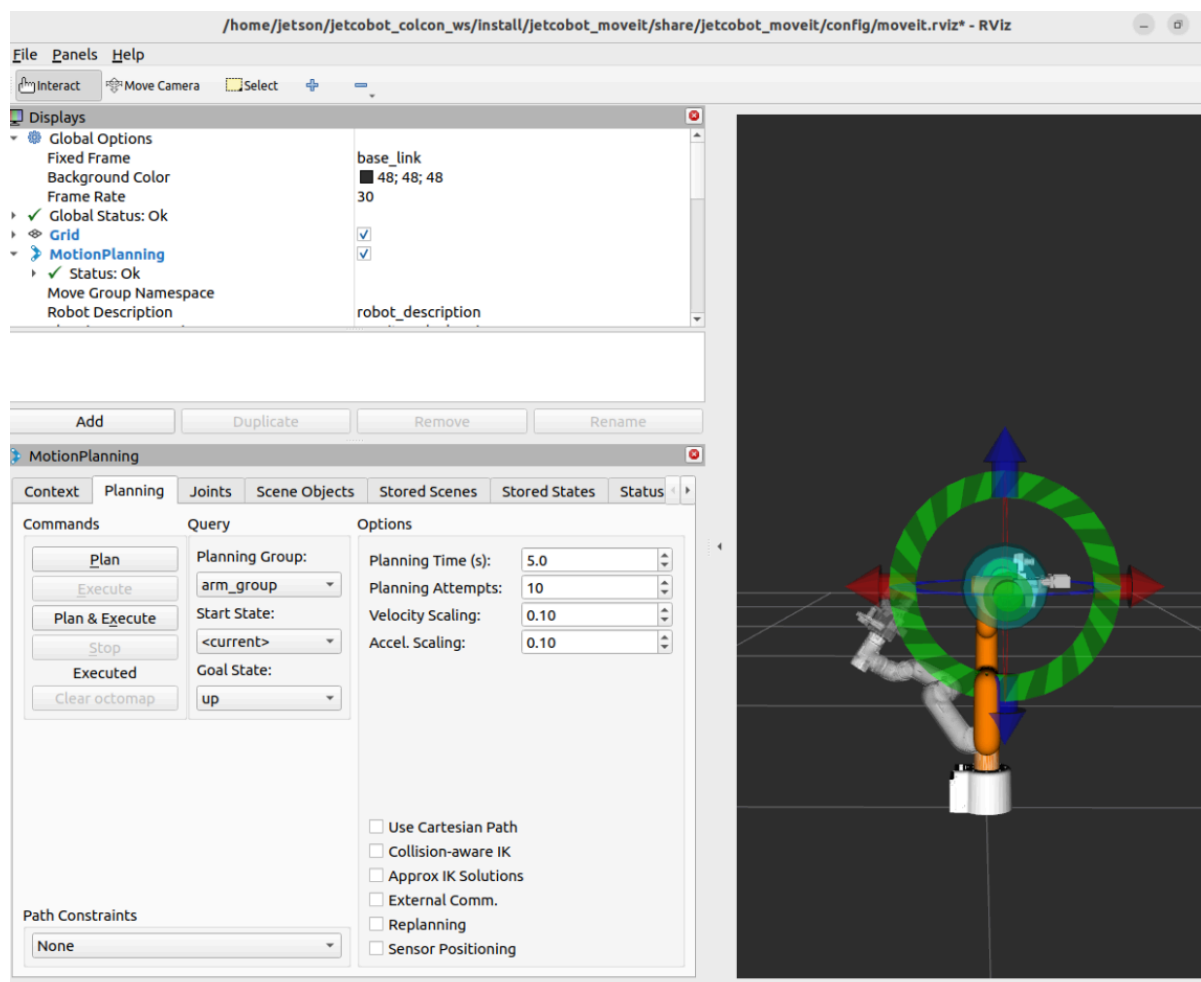 /home/jetson/jetcobot_colcon_ws/install/jetcobot_moveit/share/jetcobot_moveit/config/moveit.rviz* - RViz
File Panels Help
Interact Move Camera Select
Displays
Global Options
Fixed Frame base_link
Background Color 48; 48; 48
Frame Rate 30
Global Status: Ok
Grid
MotionPlanning
Status: Ok
Move Group Namespace
Robot Description robot_description
Add Duplicate Remove Rename
MotionPlanning
Context Planning Joints Scene Objects Stored Scenes Stored States Status
Commands Query Options
Plan Planning Group: Planning Time (s): 5.0
Execute arm_group Planning Attempts: 10
Plan & Execute Start State: Velocity Scaling: 0.10
Stop <current> Accel. Scaling: 0.10
Executed Goal State:
Clear octomap up
Use Cartesian Path
Collision-aware IK
Approx IK Solutions
External Comm.
Path Constraints Replanning
None Sensor Positioning